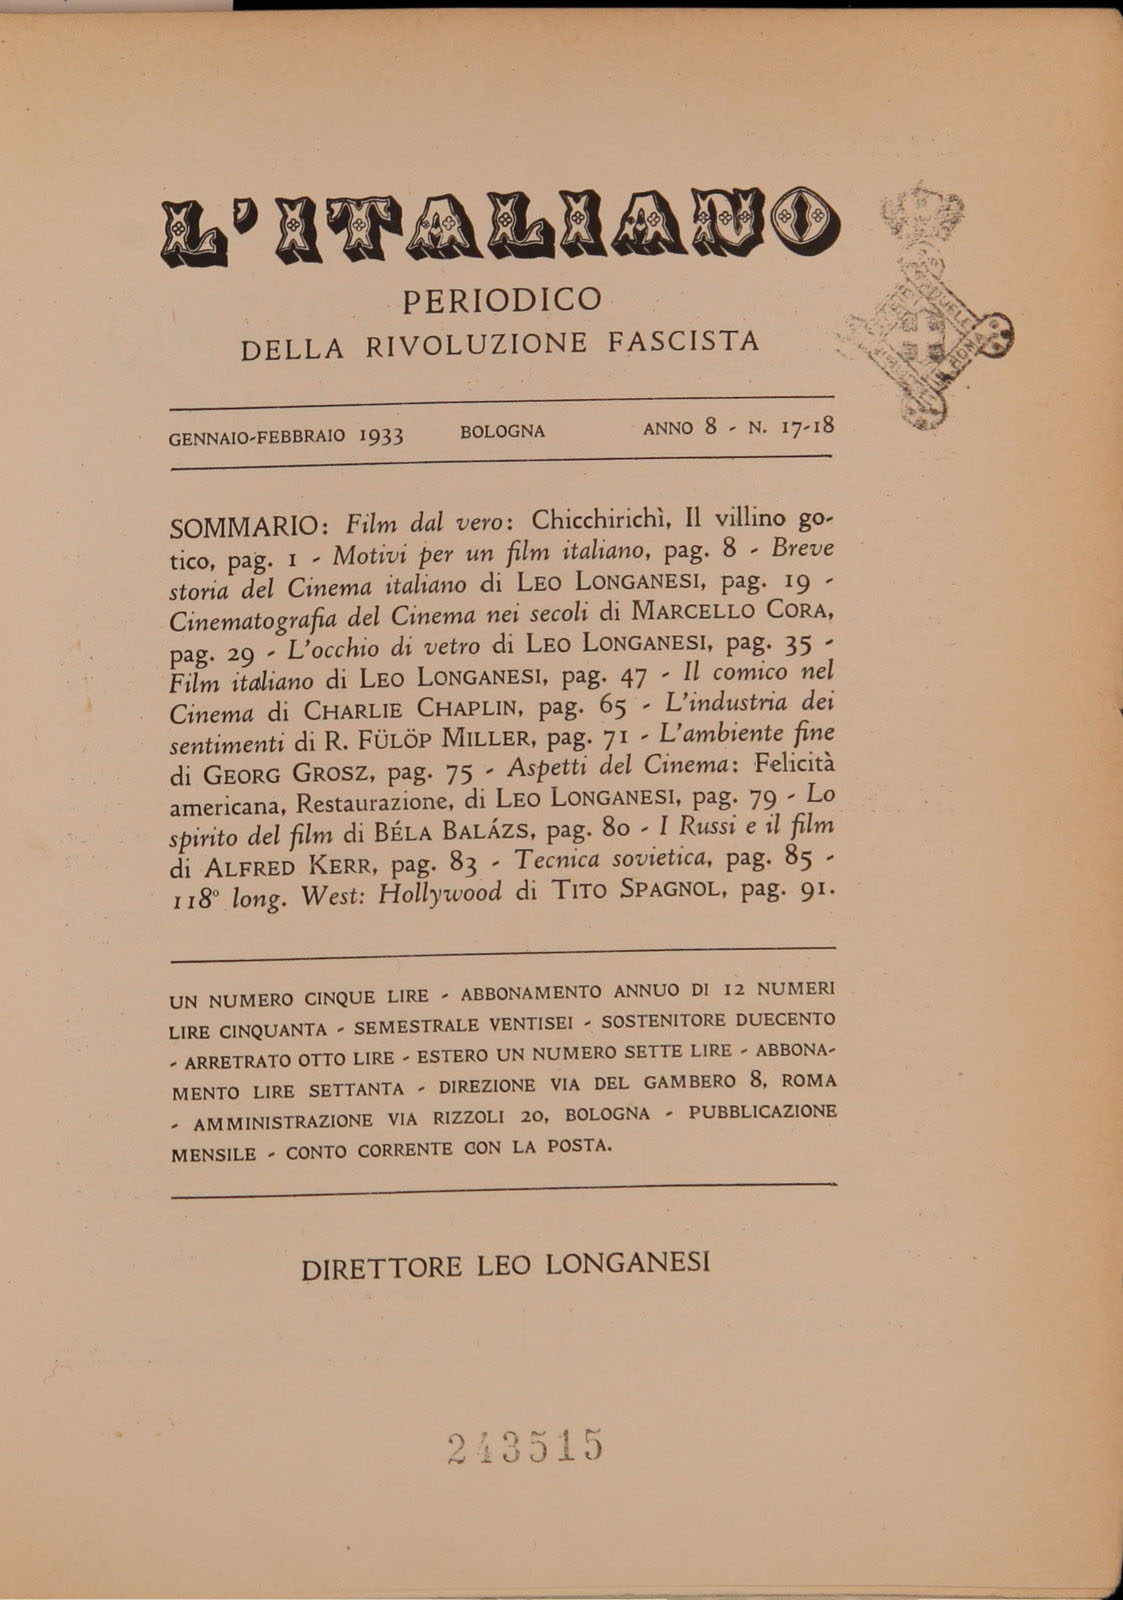 L'ITALIANO
PERIODICO
DELLA RIVOLUZIONE FASCISTA
GENNAIO-FEBBRAIO 1933 BOLOGNA ANNO 8 - N. 17-18
SOMMARIO: Film dal vero: Chicchirichì, Il villino go-
tico, pag. 1 - Motivi per un film italiano, pag. 8 - Breve
storia del Cinema italiano di LEO LONGANESI, pag. 19 -
Cinematografia del Cinema nei secoli di MARCELLO CORA,
pag. 29 - L'occhio di vetro di LEO LONGANESI, pag. 35 -
Film italiano di LEO LONGANESI, pag. 47 - Il comico nel
Cinema di CHARLIE CHAPLIN, pag. 65 - L'industria dei
sentimenti di R. FÜLÖP MILLER, pag. 71 - L'ambiente fine
di GEORG GROSZ, pag. 75 - Aspetti del Cinema: Felicità
americana, Restaurazione, di LEO LONGANESI, pag. 79 - Lo
spirito del film di BÉLA BALÁZS, pag. 80 - I Russi e il film
di ALFRED KERR, pag. 83 - Tecnica sovietica, pag. 85 -
118° long. West: Hollywood di TITO SPAGNOL, pag. 91.
UN NUMERO CINQUE LIRE - ABBONAMENTO ANNUO DI 12 NUMERI
LIRE CINQUANTA - SEMESTRALE VENTISEI - SOSTENITORE DUECENTO
- ARRETRATO OTTO LIRE - ESTERO UN NUMERO SETTE LIRE - ABBONA-
MENTO LIRE SETTANTA - DIREZIONE VIA DEL GAMBERO 8, ROMA
- AMMINISTRAZIONE VIA RIZZOLI 20, BOLOGNA - PUBBLICAZIONE
MENSILE - CONTO CORRENTE CON LA POSTA.
DIRETTORE LEO LONGANESI
243515